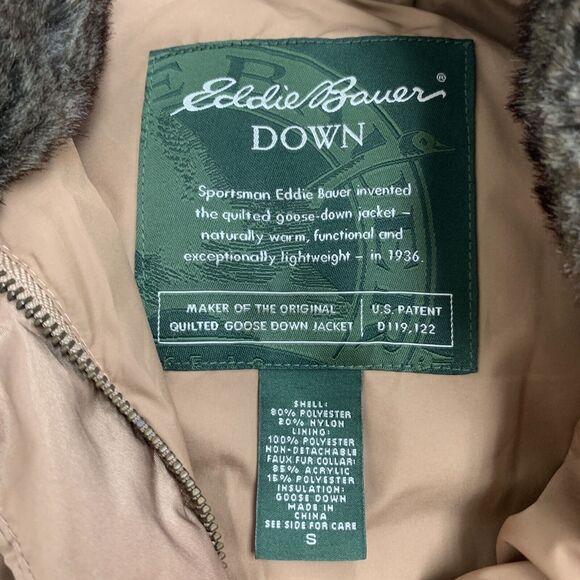 Eddie Bauer®
DOWN
Sportsman Eddie Bauer invented
the quilted goose-down jacket –
naturally warm, functional and
exceptionally lightweight – in 1936.
MAKER OF THE ORIGINAL
QUILTED GOOSE DOWN JACKET
U.S. PATENT
D119,122
SHELL:
80% POLYESTER
20% NYLON
LINING:
100% POLYESTER
NON-DETACHABLE
FAUX FUR COLLAR:
85% ACRYLIC
15% POLYESTER
INSULATION:
GOOSE DOWN
MADE IN
CHINA
SEE SIDE FOR CARE
S